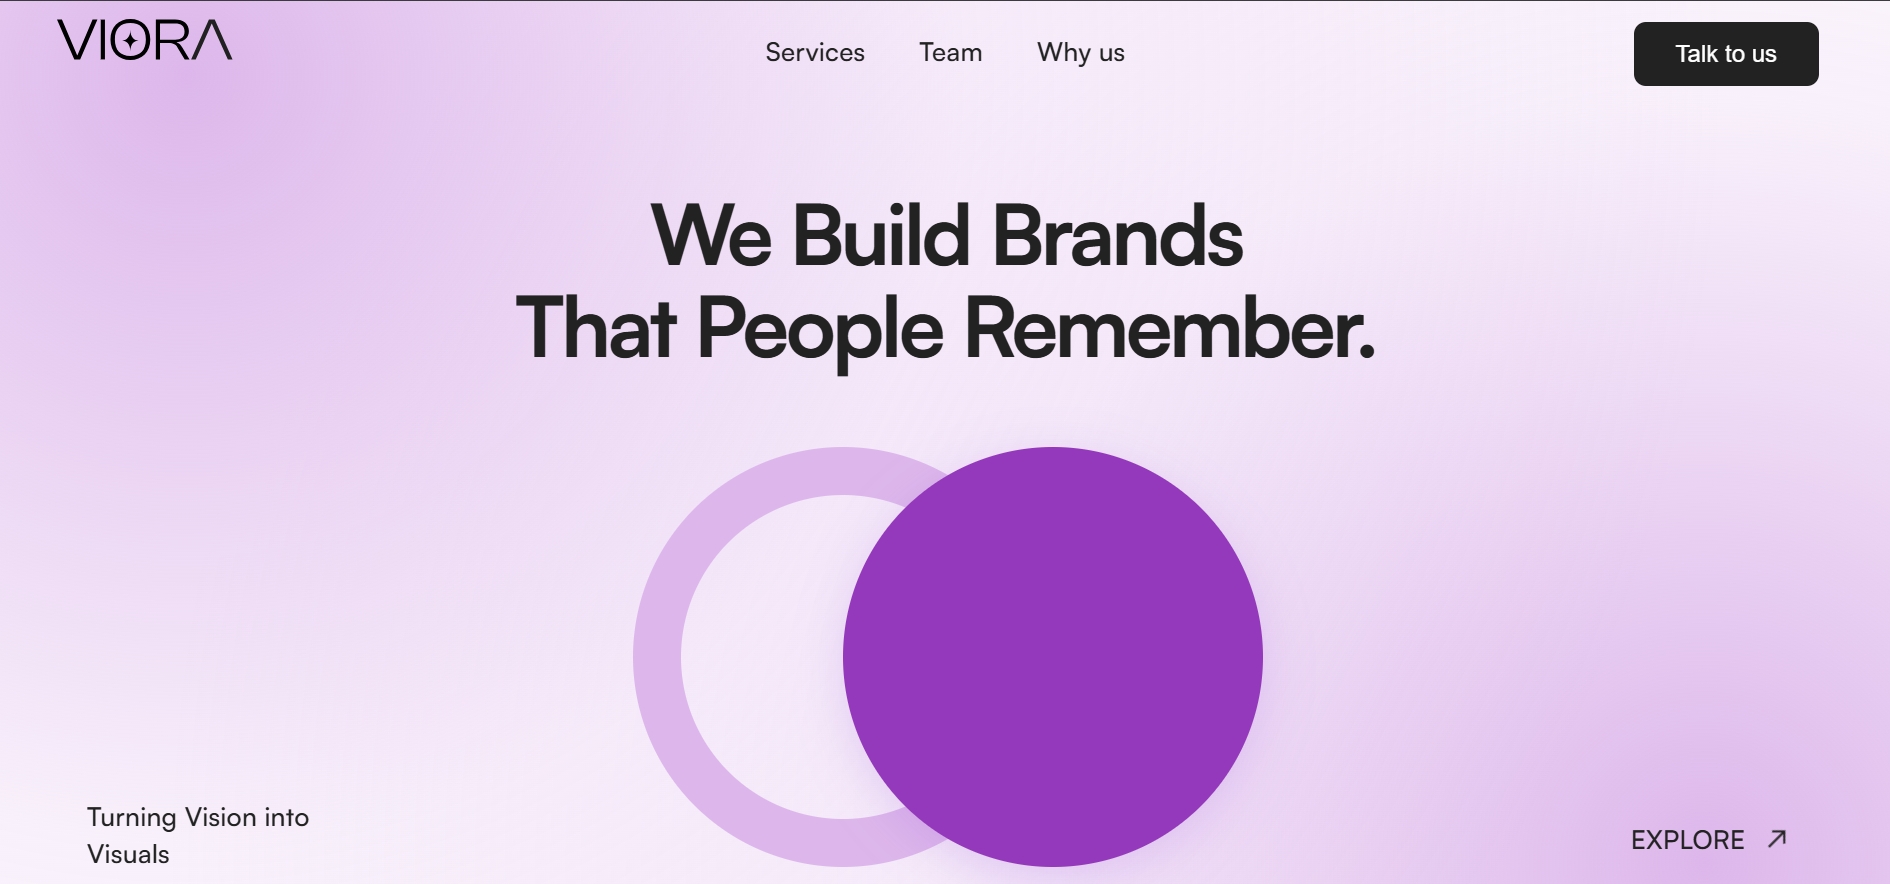 VIORA
Services
Team
Why us
Talk to us
We Build Brands
That People Remember.
Turning Vision into
Visuals
EXPLORE